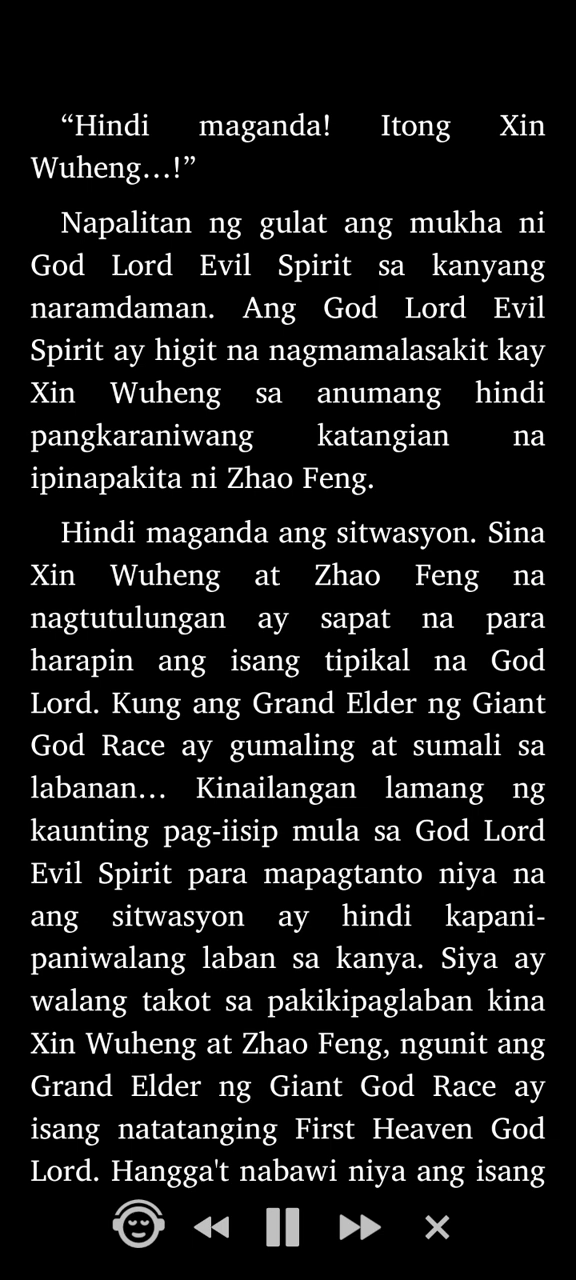 “Hindi maganda! Itong Xin
Wuheng…!”
Napalitan ng gulat ang mukha ni
God Lord Evil Spirit sa kanyang
naramdaman. Ang God Lord Evil
Spirit ay higit na nagmamalasakit kay
Xin Wuheng sa anumang hindi
pangkaraniwang katangian na
ipinapakita ni Zhao Feng.
Hindi maganda ang sitwasyon. Sina
Xin Wuheng at Zhao Feng na
nagtutulungan ay sapat na para
harapin ang isang tipikal na God
Lord. Kung ang Grand Elder ng Giant
God Race ay gumaling at sumali sa
labanan… Kinailangan lamang ng
kaunting pag-iisip mula sa God Lord
Evil Spirit para mapagtanto niya na
ang sitwasyon ay hindi kapani-
paniwalang laban sa kanya. Siya ay
walang takot sa pakikipaglaban kina
Xin Wuheng at Zhao Feng, ngunit ang
Grand Elder ng Giant God Race ay
isang natatanging First Heaven God
Lord. Hangga't nabawi niya ang isang